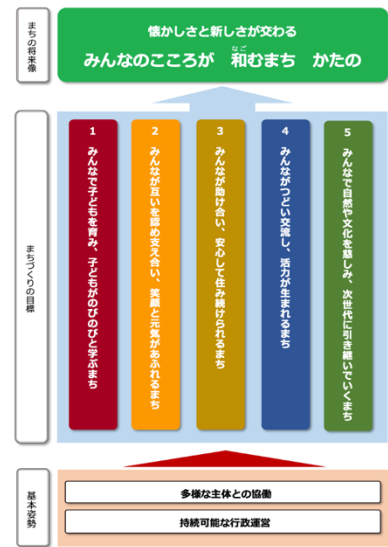 まちの将来像
懐かしさと新しさが交わる
みんなのこころが 和むまち かたの
なご
まちづくりの目標
1 みんなで子どもを育み、子どもがのびのびと学ぶまち
2 みんなが互いを認め支え合い、笑顔と元気があふれるまち
3 みんなが助け合い、安心して住み続けられるまち
4 みんながつどい交流し、活力が生まれるまち
5 みんなで自然や文化を慈しみ、次世代に引き継いでいくまち
基本姿勢
多様な主体との協働
持続可能な行政運営